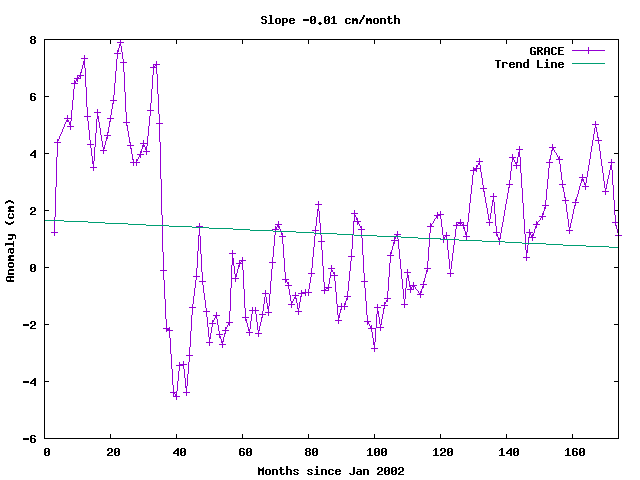 Slope -0.01 cm/month
GRACE
Trend Line
Anomaly (cm)
8
6
4
2
0
-2
-4
-6
0 20 40 60 80 100 120 140 160
Months since Jan 2002